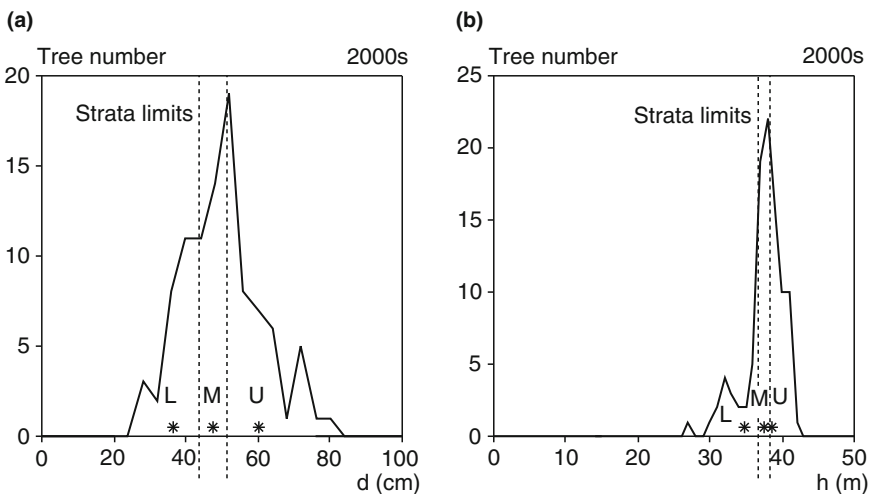 (a)
Tree number 2000s
20
Strata limits
15
10
5
L M U
* * *
0
0 20 40 60 80 100
d (cm)
(b)
Tree number 2000s
25
Strata limits
20
15
10
5
L M U
* * *
0
0 10 20 30 40 50
h (m)